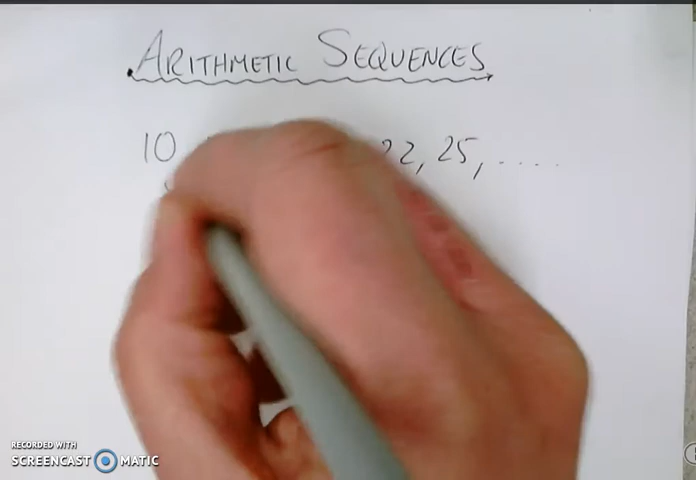 ARITHMETIC SEQUENCES
10 22, 25, ....
RECORDED WITH
SCREENCAST MATIC